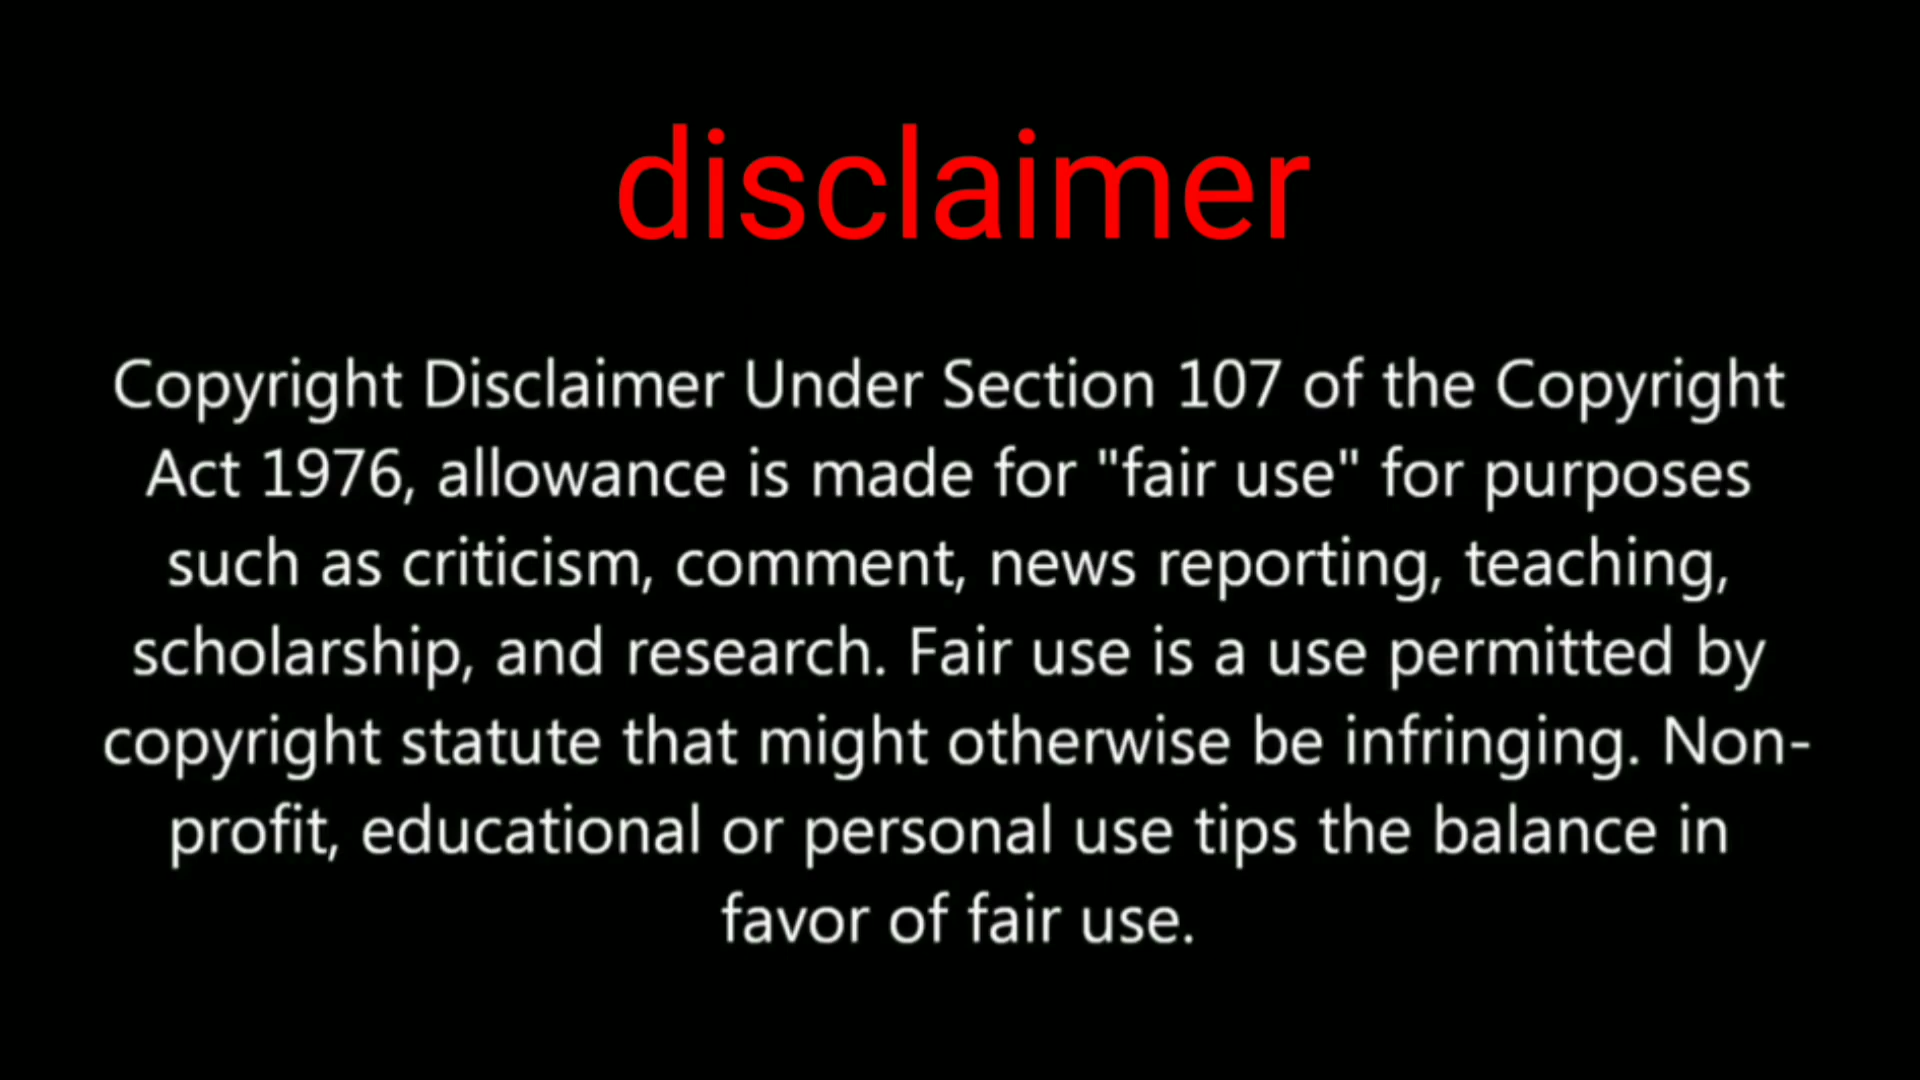 disclaimer
Copyright Disclaimer Under Section 107 of the Copyright
Act 1976, allowance is made for "fair use" for purposes
such as criticism, comment, news reporting, teaching,
scholarship, and research. Fair use is a use permitted by
copyright statute that might otherwise be infringing. Non-
profit, educational or personal use tips the balance in
favor of fair use.